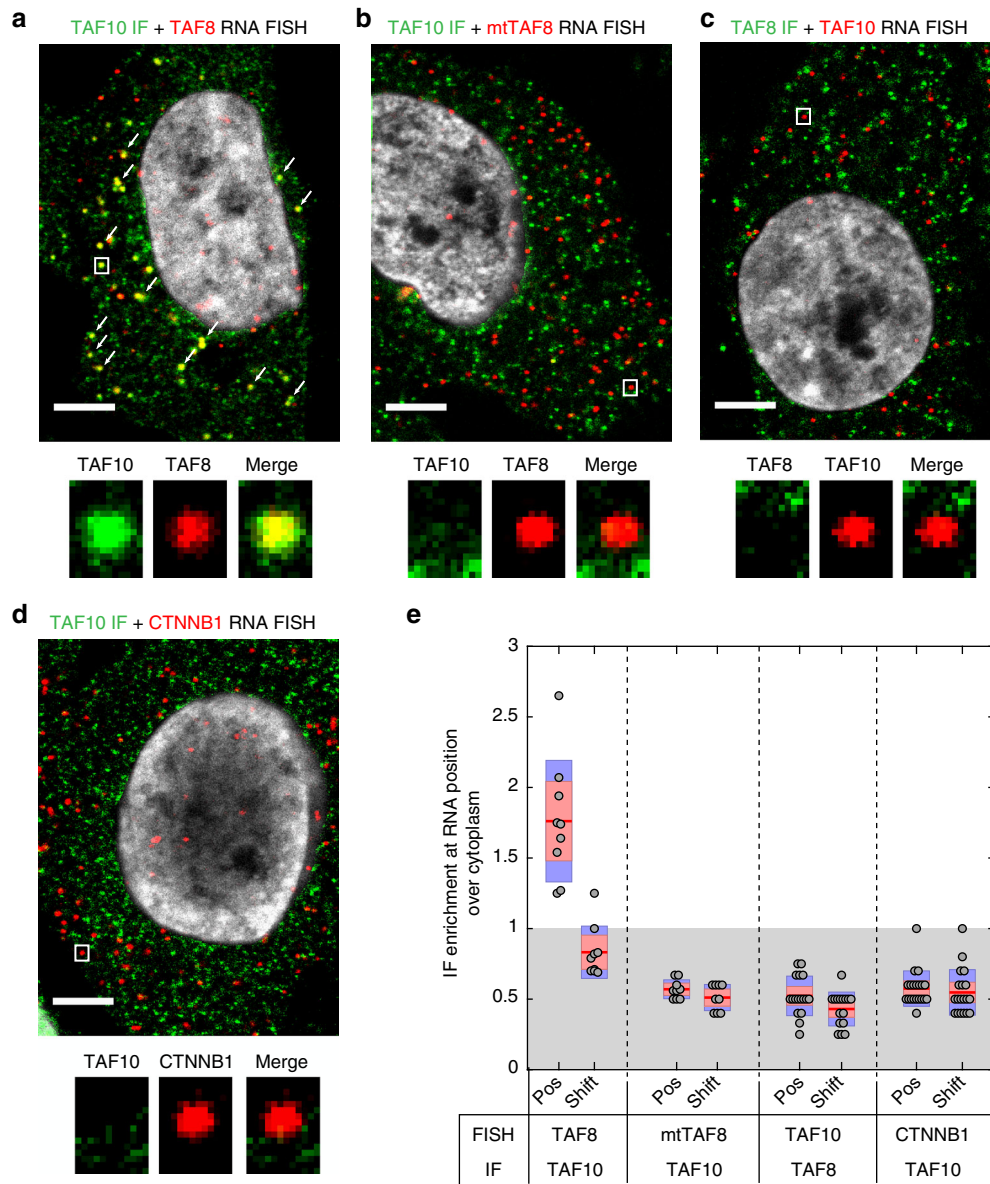 a
TAF10 IF + TAF8 RNA FISH
TAF10 TAF8 Merge
b
TAF10 IF + mtTAF8 RNA FISH
TAF10 TAF8 Merge
c
TAF8 IF + TAF10 RNA FISH
TAF8 TAF10 Merge
d
TAF10 IF + CTNNB1 RNA FISH
TAF10 CTNNB1 Merge
e
IF enrichment at RNA position
over cytoplasm
3
2.5
2
1.5
1
0.5
0
Pos Shift Pos Shift Pos Shift Pos Shift
FISH TAF8 mtTAF8 TAF10 CTNNB1
IF TAF10 TAF10 TAF8 TAF10